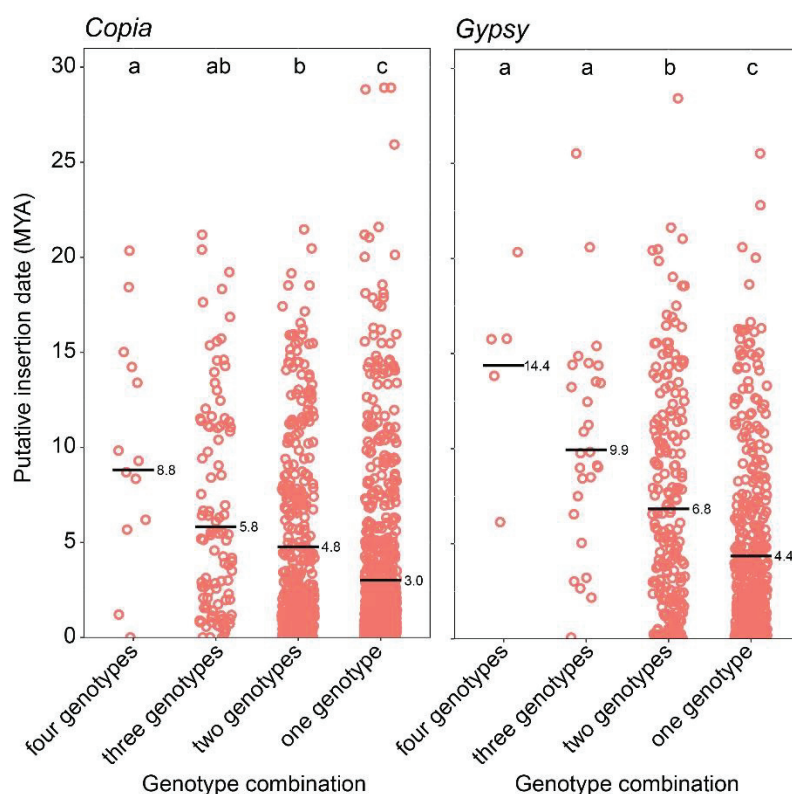 Copia
Gypsy
a ab b c
a a b c
Putative insertion date (MYA)
30
25
20
15
10
5
0
8.8
5.8
4.8
3.0
14.4
9.9
6.8
4.4
four genotypes
three genotypes
two genotypes
one genotype
four genotypes
three genotypes
two genotypes
one genotype
Genotype combination
Genotype combination